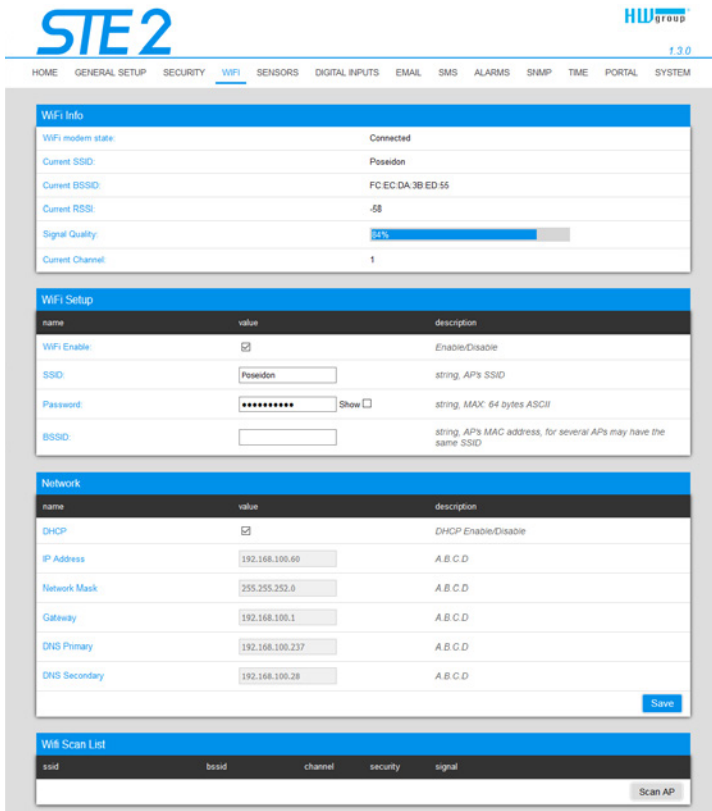 STE2
HW group
1.3.0
HOME GENERAL SETUP SECURITY WIFI SENSORS DIGITAL INPUTS EMAIL SMS ALARMS SNMP TIME PORTAL SYSTEM
WiFi Info
WiFi modem state: Connected
Current SSID: Poseidon
Current BSSID: FC:EC:DA:3B:ED:55
Current RSSI: -58
Signal Quality: 84%
Current Channel: 1
WiFi Setup
name value description
WiFi Enable: Enable/Disable
SSID: Poseidon string, AP's SSID
Password: •••••••••• Show string, MAX: 64 bytes ASCII
BSSID: string, AP's MAC address, for several APs may have the
same SSID
Network
name value description
DHCP DHCP Enable/Disable
IP Address 192.168.100.60 A.B.C.D
Network Mask 255.255.252.0 A.B.C.D
Gateway 192.168.100.1 A.B.C.D
DNS Primary 192.168.100.237 A.B.C.D
DNS Secondary 192.168.100.28 A.B.C.D
Save
Wifi Scan List
ssid bssid channel security signal
Scan AP